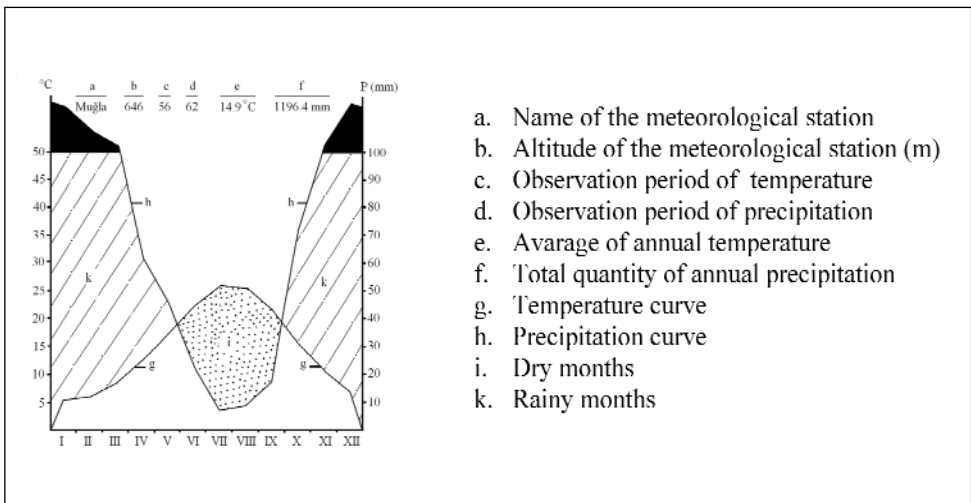 °C a b c d e f P (mm)
Muğla 646 56 62 14.9°C 1196.4 mm
50 100
45 90
40 h h 80
35 70
30 60
k k
25 50
20 40
i
15 30
g g
10 20
5 10
I II III IV V VI VII VIII IX X XI XII
a. Name of the meteorological station
b. Altitude of the meteorological station (m)
c. Observation period of temperature
d. Observation period of precipitation
e. Avarage of annual temperature
f. Total quantity of annual precipitation
g. Temperature curve
h. Precipitation curve
i. Dry months
k. Rainy months